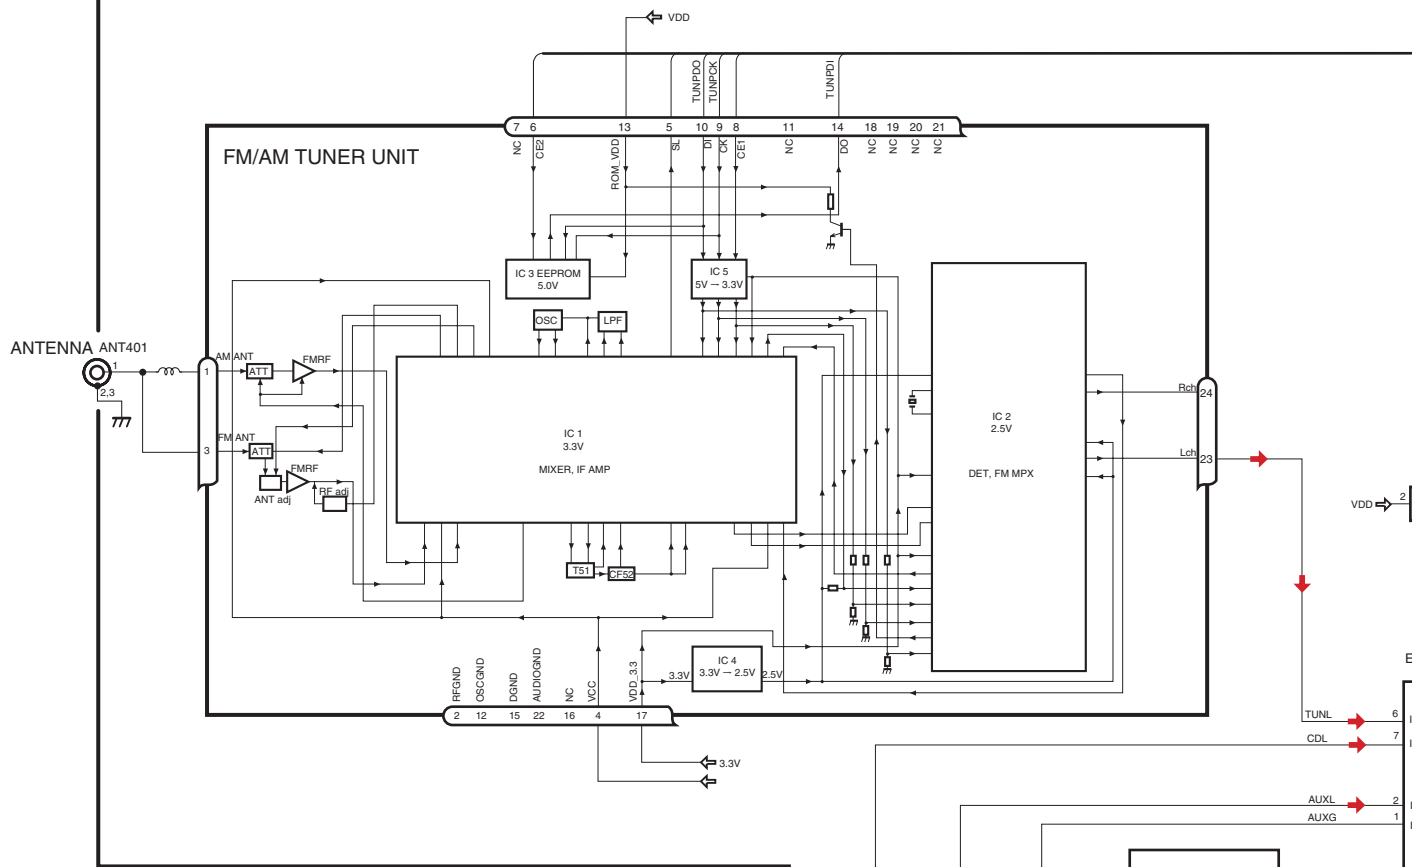 VDD
TUNPDO
TUNPCK
TUNPDI
7 6 13 5 10 9 8 11 14 18 19 20 21
NC CE2 ROM_VDD SL DI CK CE1 NC DO NC NC NC NC
FM/AM TUNER UNIT
IC 3 EEPROM
5.0V
IC 5
5V → 3.3V
OSC
LPF
ANTENNA ANT401
1
2,3
1
3
AM ANT
ATT
FMRF
FM ANT
ATT
FMRF
ANT adj
RF adj
IC 1
3.3V
MIXER, IF AMP
IC 2
2.5V
DET, FM MPX
Rch
24
Lch
23
VDD
2
T51
CF52
IC 4
3.3V → 2.5V
3.3V
2.5V
RFGND OSCGND DGND AUDIOGND NC VCC VDD_3.3
2 12 15 22 16 4 17
3.3V
E
TUNL 6 I
CDL 7 I
AUXL 2
AUXG 1